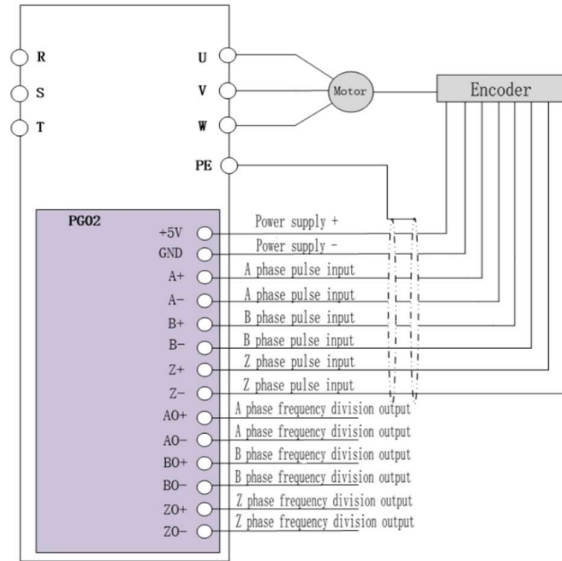 R
U
Motor
Encoder
S
V
T
W
PE
PG02
+5V
Power supply +
GND
Power supply -
A+
A phase pulse input
A-
A phase pulse input
B+
B phase pulse input
B-
B phase pulse input
Z+
Z phase pulse input
Z-
Z phase pulse input
AO+
A phase frequency division output
AO-
A phase frequency division output
BO+
B phase frequency division output
BO-
B phase frequency division output
ZO+
Z phase frequency division output
ZO-
Z phase frequency division output